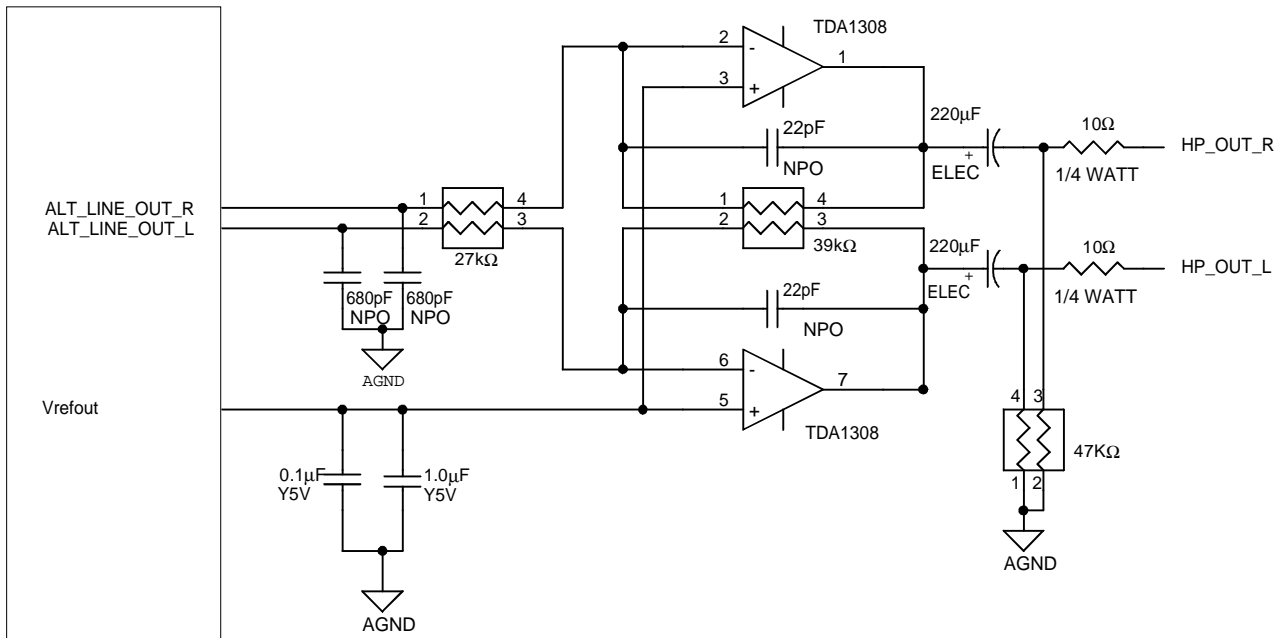 TDA1308
2
-
1
3
+
220µF
10Ω
22pF
HP_OUT_R
+
NPO
ELEC
1/4 WATT
ALT_LINE_OUT_R
1
4
1
4
ALT_LINE_OUT_L
2
3
2
3
220µF
10Ω
27kΩ
39kΩ
HP_OUT_L
+
680pF
680pF
22pF
ELEC
1/4 WATT
NPO
NPO
NPO
6
-
AGND
7
4
3
Vrefout
5
+
TDA1308
47KΩ
0.1µF
1.0µF
Y5V
Y5V
1
2
AGND
AGND